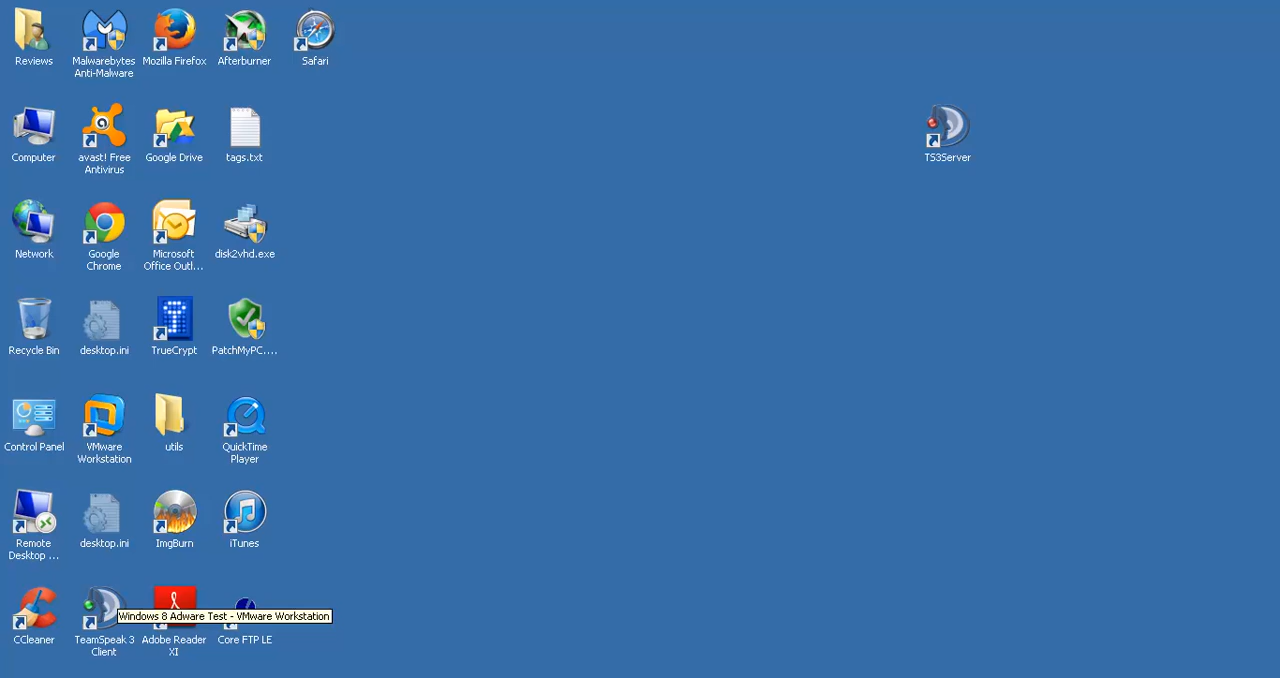 Reviews
Malwarebytes
Anti-Malware
Mozilla Firefox
Afterburner
Safari
Computer
avast! Free
Antivirus
Google Drive
tags.txt
TS3Server
Network
Google
Chrome
Microsoft
Office Outl...
disk2vhd.exe
Recycle Bin
desktop.ini
TrueCrypt
PatchMyPC....
Control Panel
VMware
Workstation
utils
QuickTime
Player
Remote
Desktop ...
desktop.ini
ImgBurn
iTunes
Windows 8 Adware Test - VMware Workstation
CCleaner
TeamSpeak 3
Client
Adobe Reader
XI
Core FTP LE